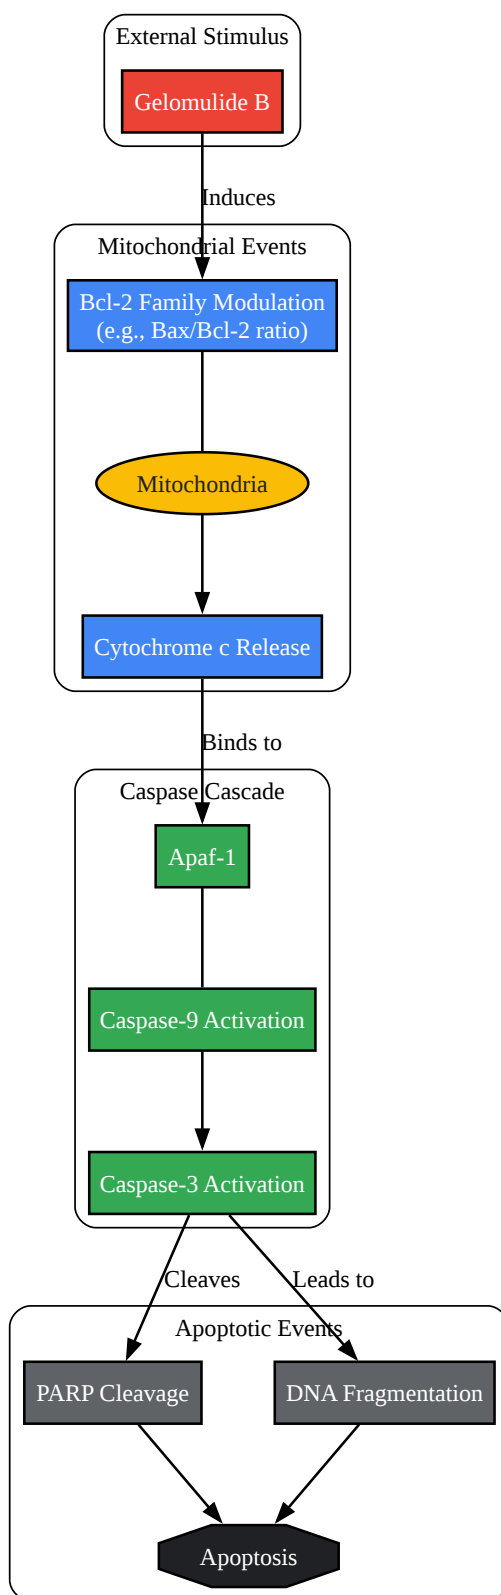 External Stimulus
Gelomulide B
Induces
Mitochondrial Events
Bcl-2 Family Modulation
(e.g., Bax/Bcl-2 ratio)
Mitochondria
Cytochrome c Release
Binds to
Caspase Cascade
Apaf-1
Caspase-9 Activation
Caspase-3 Activation
Cleaves
Leads to
Apoptotic Events
PARP Cleavage
DNA Fragmentation
Apoptosis